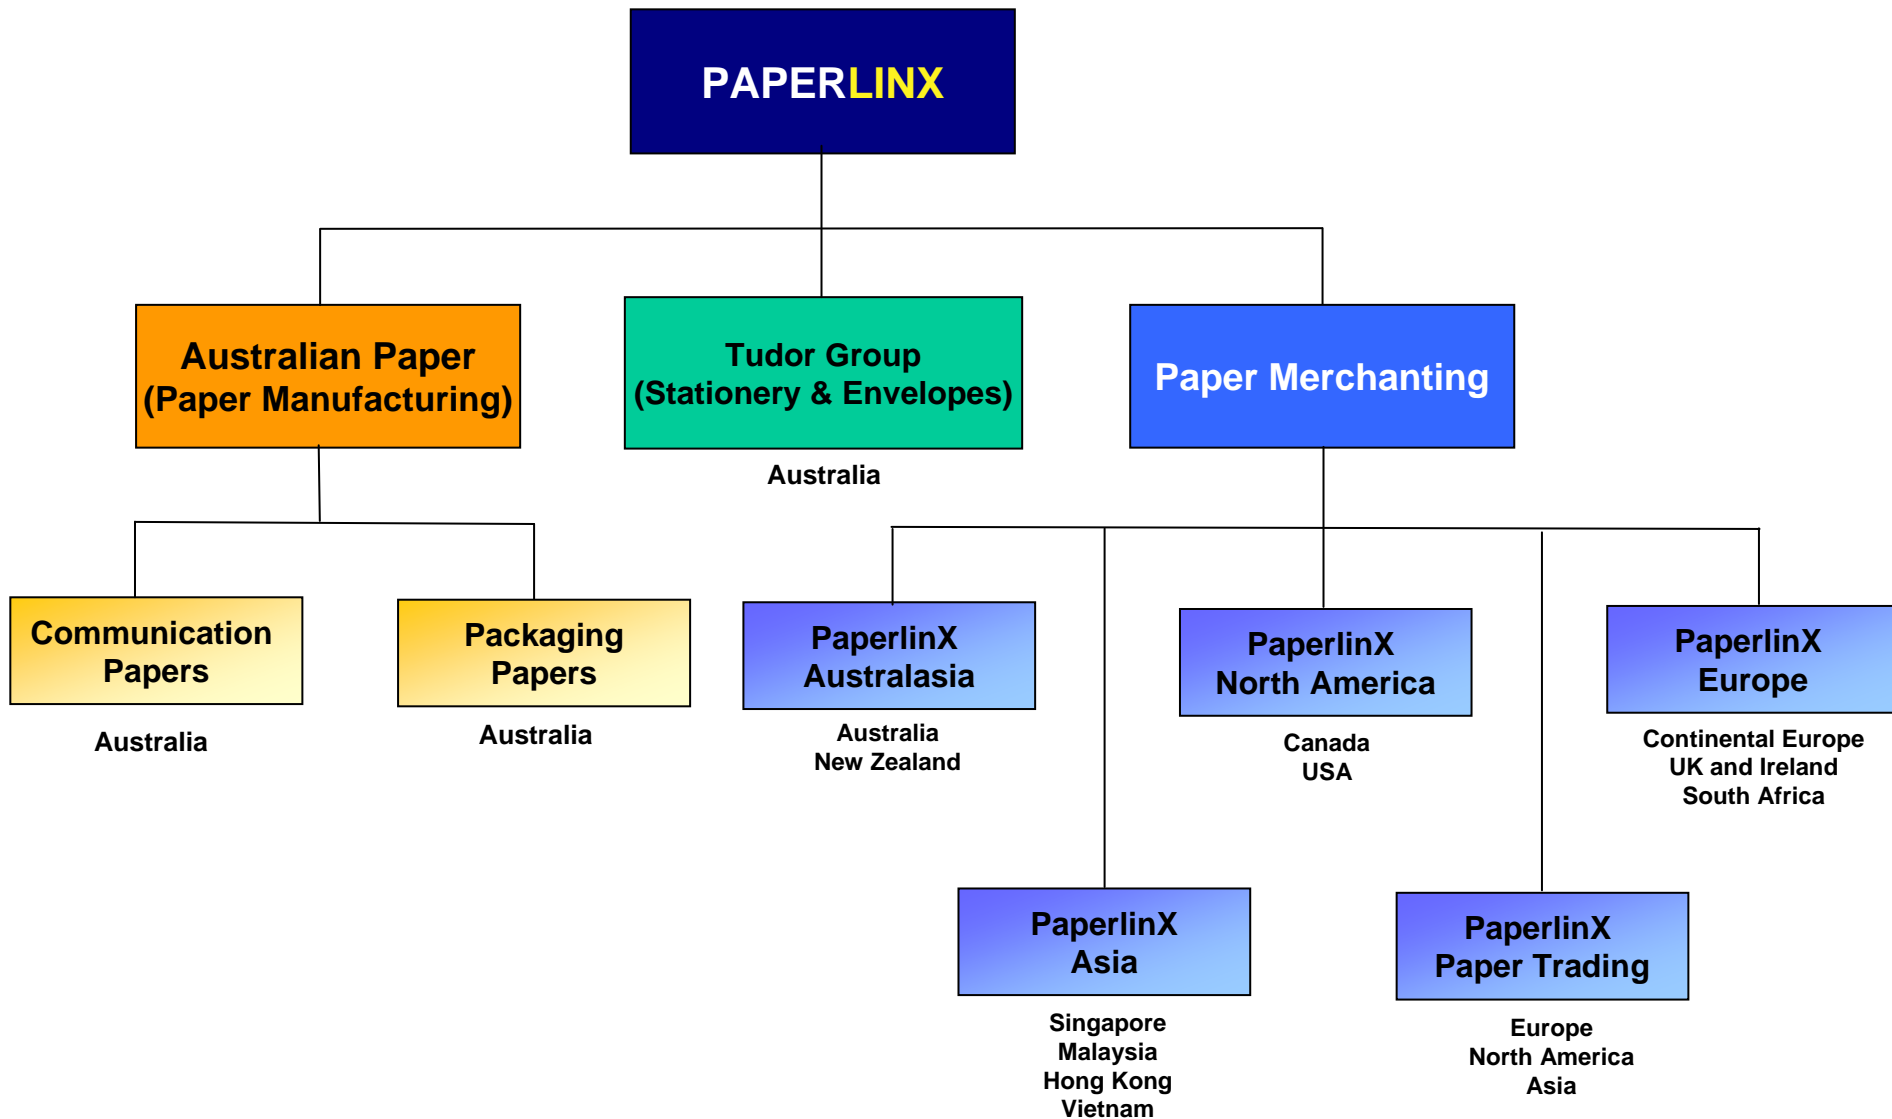 PAPERLINX
Australian Paper
(Paper Manufacturing)
Tudor Group
(Stationery & Envelopes)
Australia
Paper Merchanting
Communication
Papers
Australia
Packaging
Papers
Australia
PaperlinX
Australasia
Australia
New Zealand
PaperlinX
North America
Canada
USA
PaperlinX
Europe
Continental Europe
UK and Ireland
South Africa
PaperlinX
Asia
Singapore
Malaysia
Hong Kong
Vietnam
PaperlinX
Paper Trading
Europe
North America
Asia